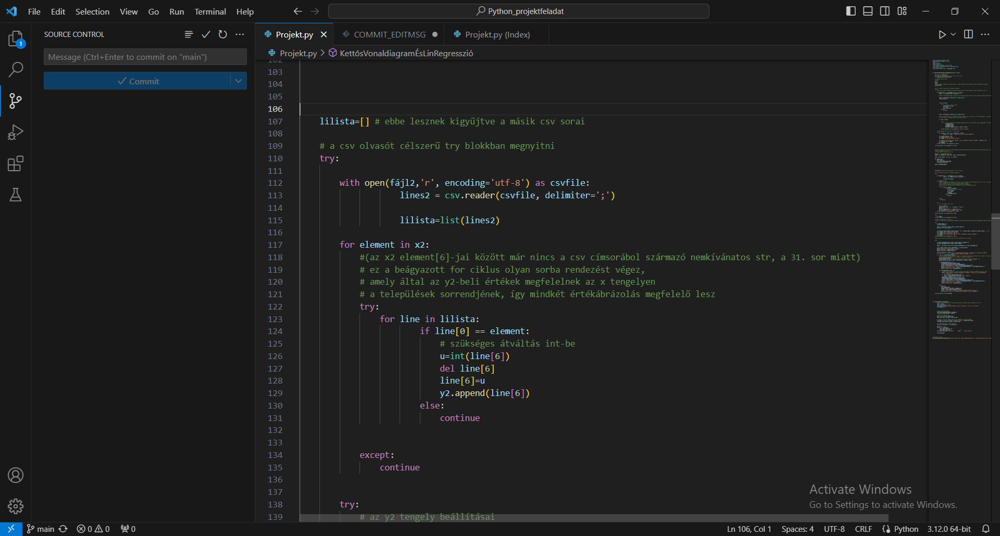 File Edit Selection View Go Run Terminal Help
Python_projektfeladat
SOURCE CONTROL
Message (Ctrl+Enter to commit on "main")
Commit
1
Projekt.py
COMMIT_EDITMSG
Projekt.py (Index)
Projekt.py > KettősVonaldiagramÉsLinRegresszió
102
103
104
105
106
107 lilista=[] # ebbe lesznek kigyűjtve a másik csv sorai
108
109 # a csv olvasót célszerű try blokkban megnyitni
110 try:
111
112 with open(fájl2,'r', encoding='utf-8') as csvfile:
113 lines2 = csv.reader(csvfile, delimiter=';')
114
115 lilista=list(lines2)
116
117 for element in x2:
118 #(az x2 element[6]-jai között már nincs a csv címsorából származó nemkívánatos str, a 31. sor miatt)
119 # ez a beágyazott for ciklus olyan sorba rendezést végez,
120 # amely által az y2-beli értékek megfelelnek az x tengelyen
121 # a települések sorrendjének, így mindkét értékábrázolás megfelelő lesz
122 try:
123 for line in lilista:
124 if line[0] == element:
125 # szükséges átváltás int-be
126 u=int(line[6])
127 del line[6]
128 line[6]=u
129 y2.append(line[6])
130 else:
131 continue
132
133
134 except:
135 continue
136
137
138 try:
139 # az y2 tengely beállításai
Activate Windows
Go to Settings to activate Windows.
main 0 0 0
Ln 106, Col 1 Spaces: 4 UTF-8 CRLF Python 3.12.0 64-bit